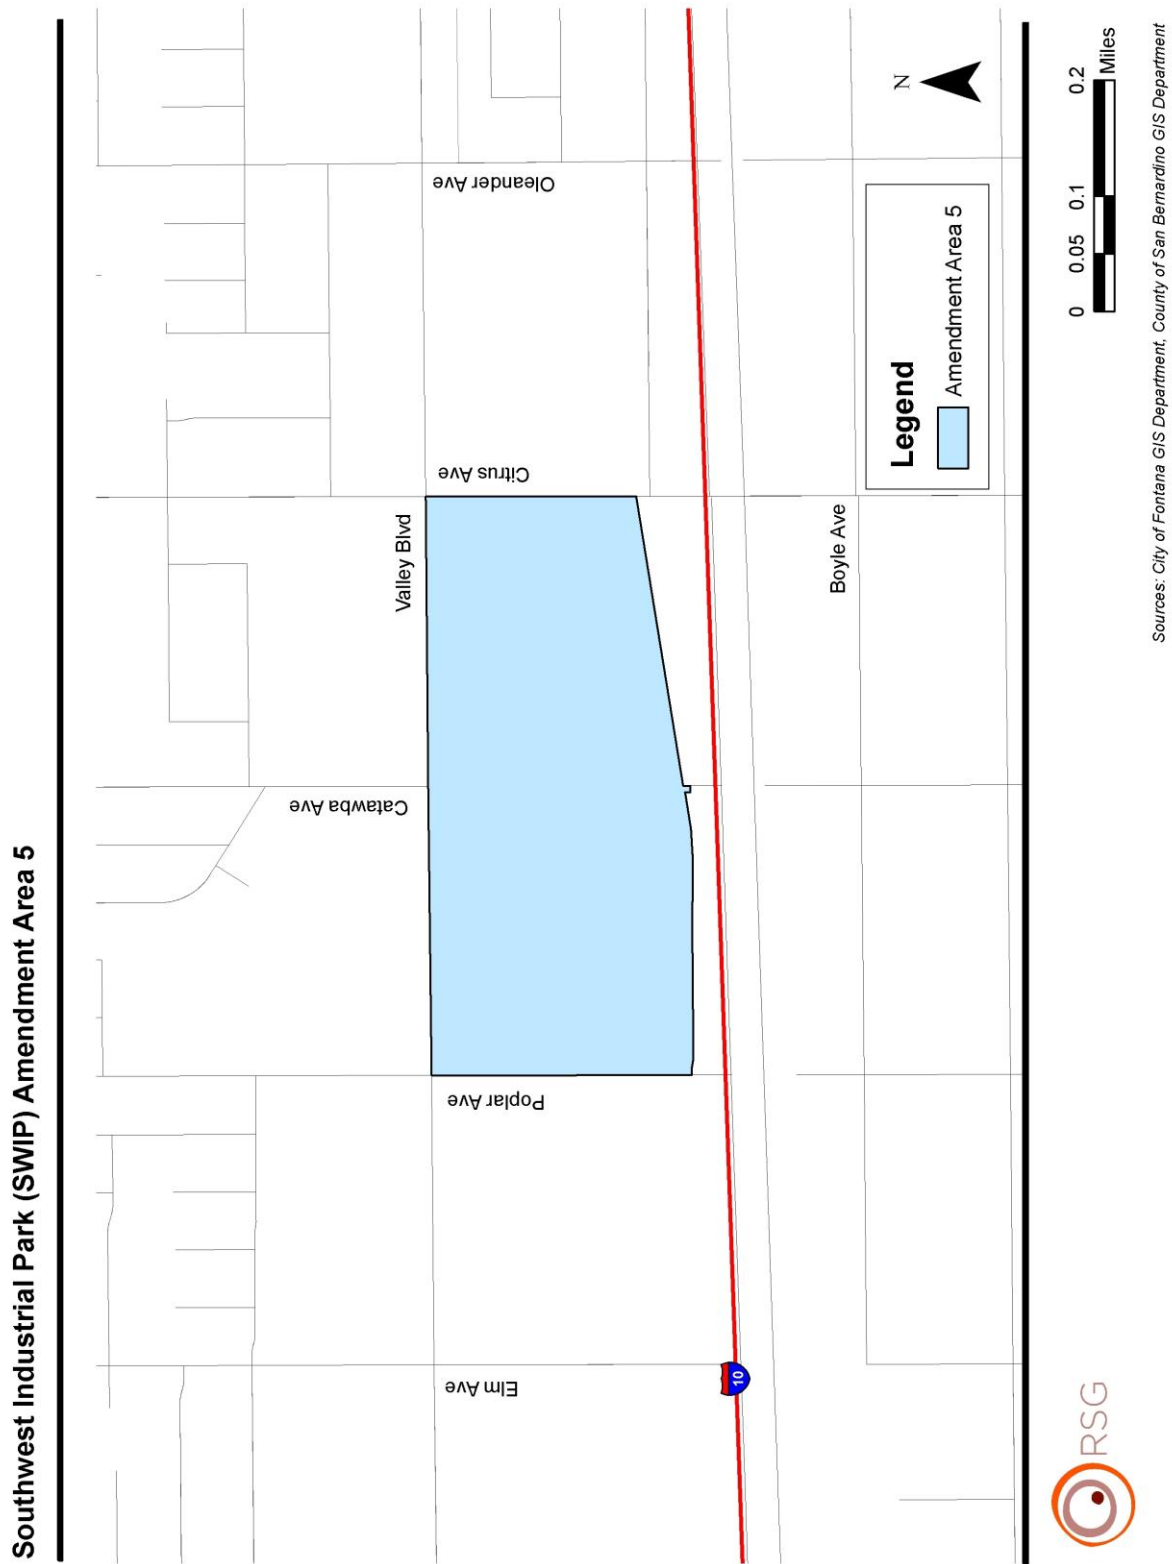 Southwest Industrial Park (SWIP) Amendment Area 5
Catawba Ave
Valley Blvd
Elm Ave
Poplar Ave
Citrus Ave
Oleander Ave
10
Boyle Ave
N
Legend
Amendment Area 5
RSG
0 0.05 0.1 0.2
Miles
Sources: City of Fontana GIS Department, County of San Bernardino GIS Department